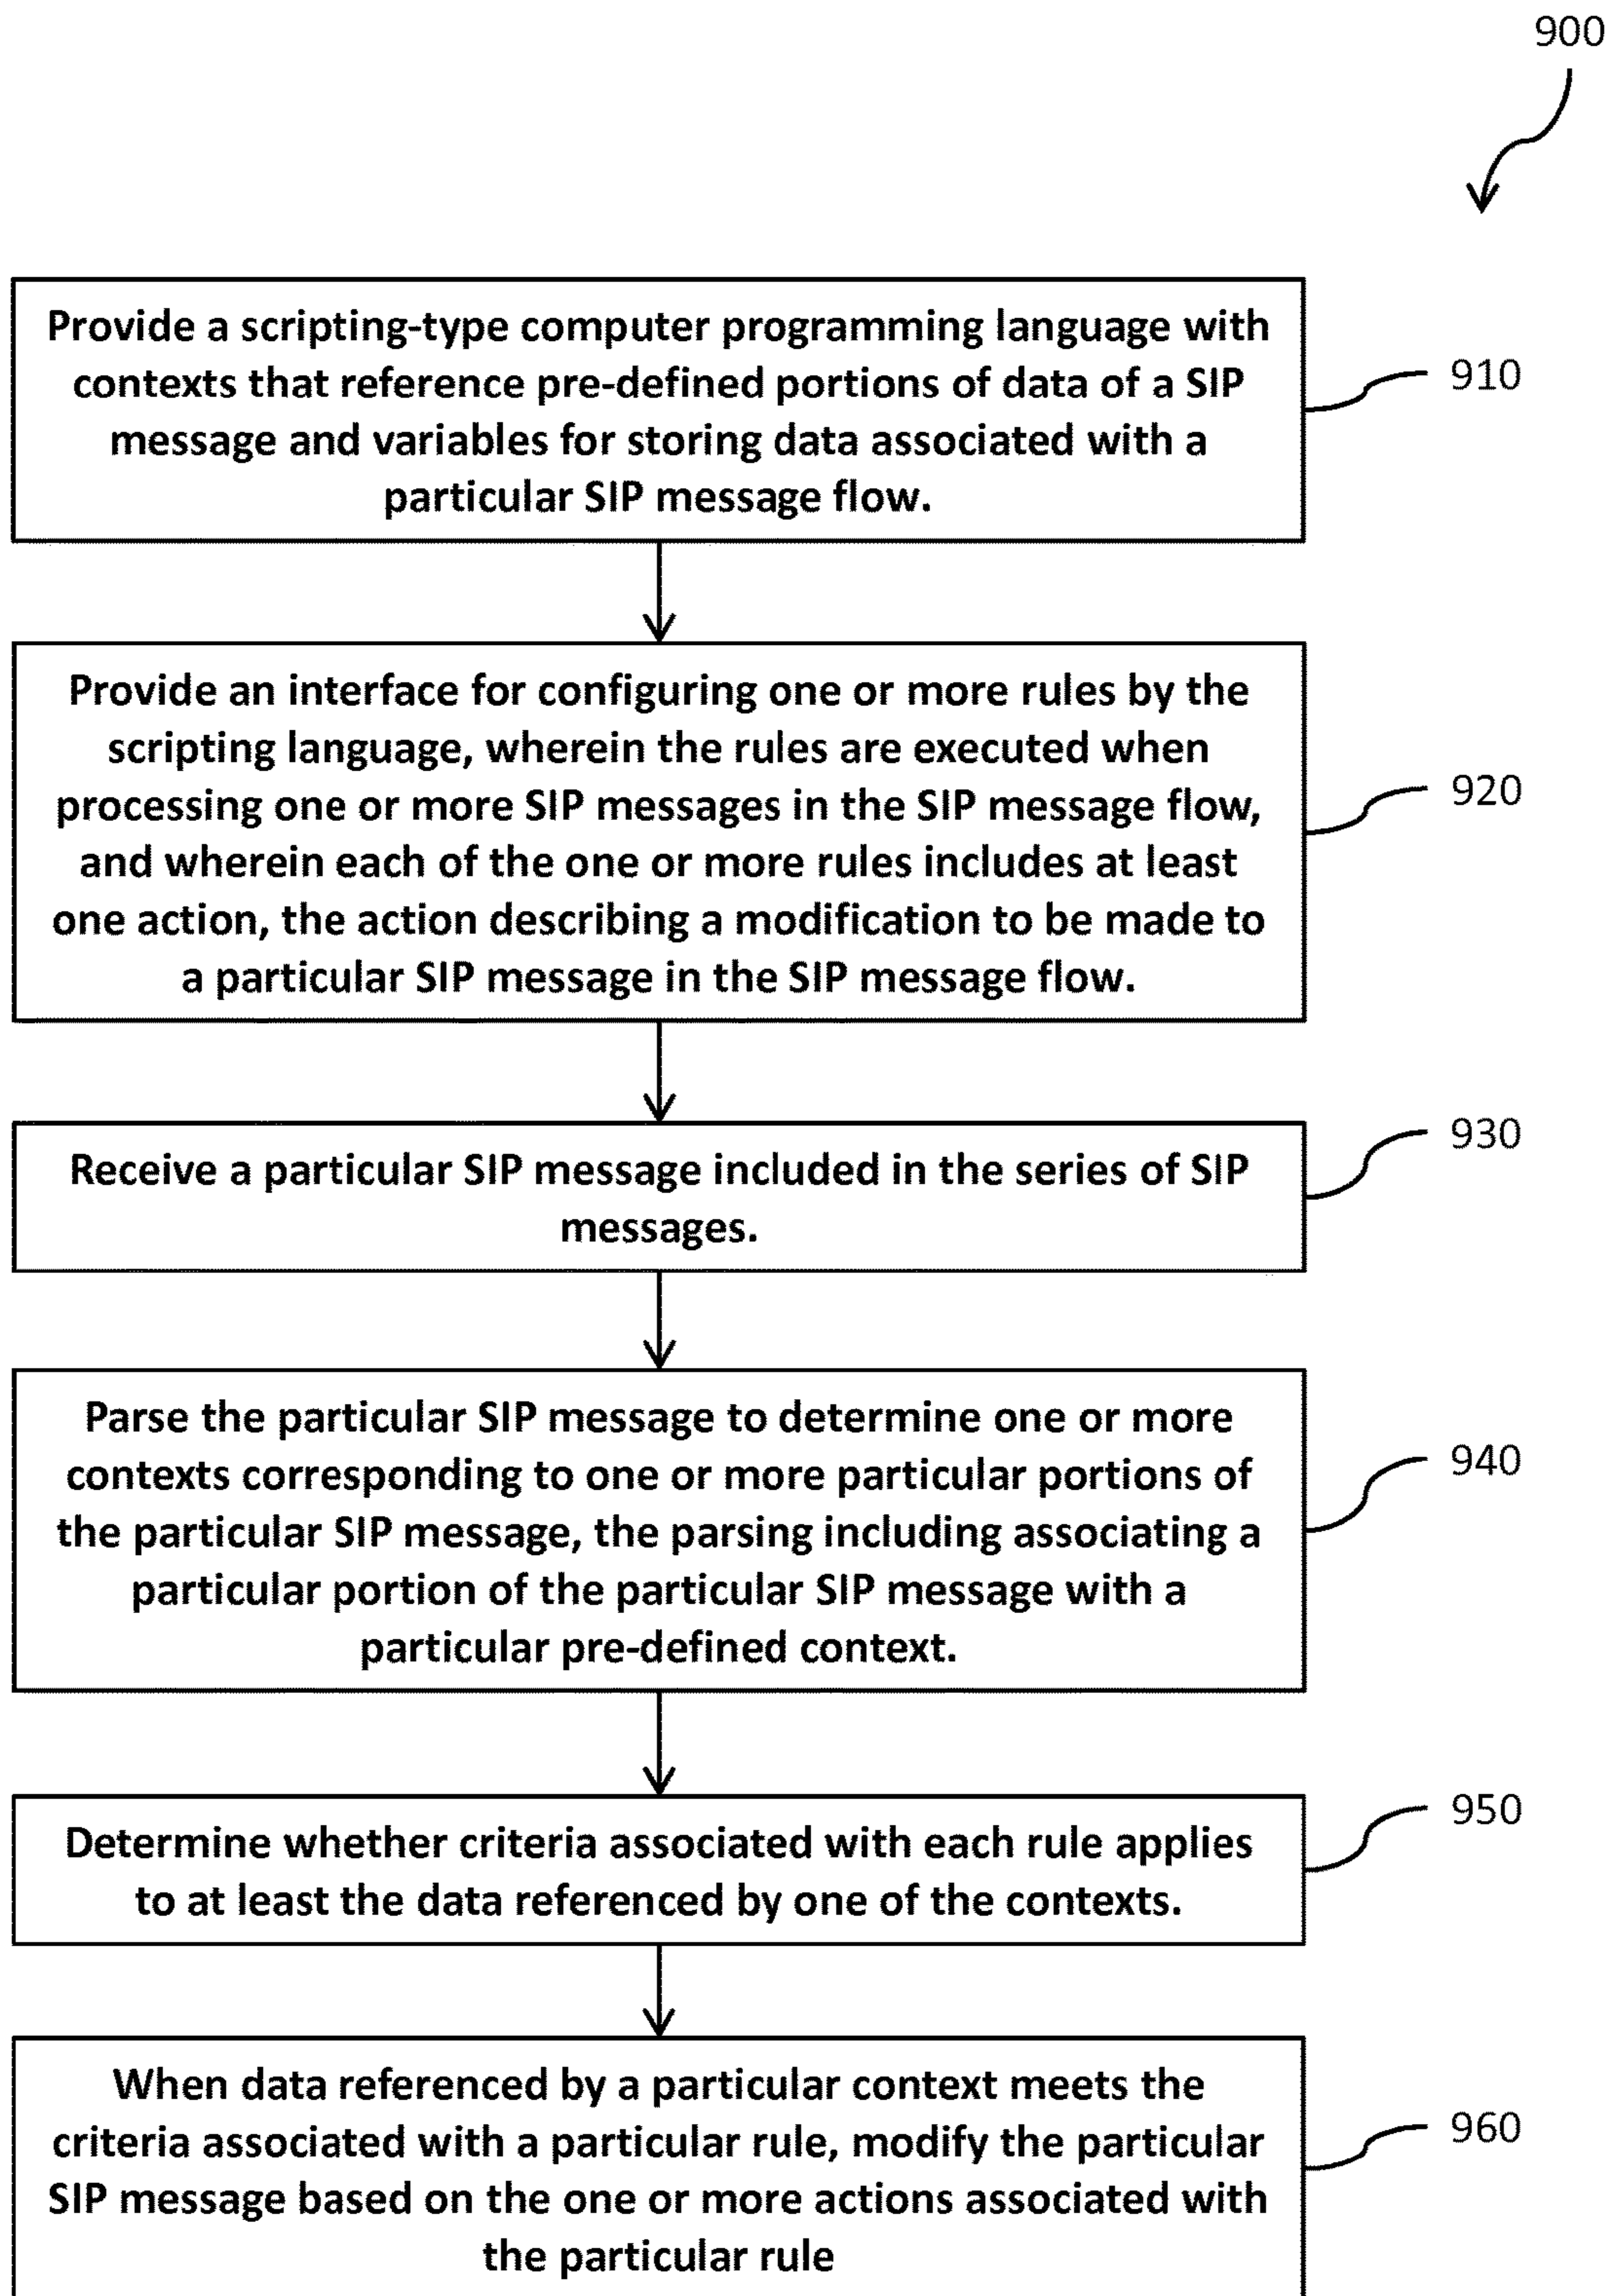 900
Provide a scripting-type computer programming language with
contexts that reference pre-defined portions of data of a SIP
message and variables for storing data associated with a
particular SIP message flow.
910
Provide an interface for configuring one or more rules by the
scripting language, wherein the rules are executed when
processing one or more SIP messages in the SIP message flow,
and wherein each of the one or more rules includes at least
one action, the action describing a modification to be made to
a particular SIP message in the SIP message flow.
920
Receive a particular SIP message included in the series of SIP
messages.
930
Parse the particular SIP message to determine one or more
contexts corresponding to one or more particular portions of
the particular SIP message, the parsing including associating a
particular portion of the particular SIP message with a
particular pre-defined context.
940
Determine whether criteria associated with each rule applies
to at least the data referenced by one of the contexts.
950
When data referenced by a particular context meets the
criteria associated with a particular rule, modify the particular
SIP message based on the one or more actions associated with
the particular rule
960